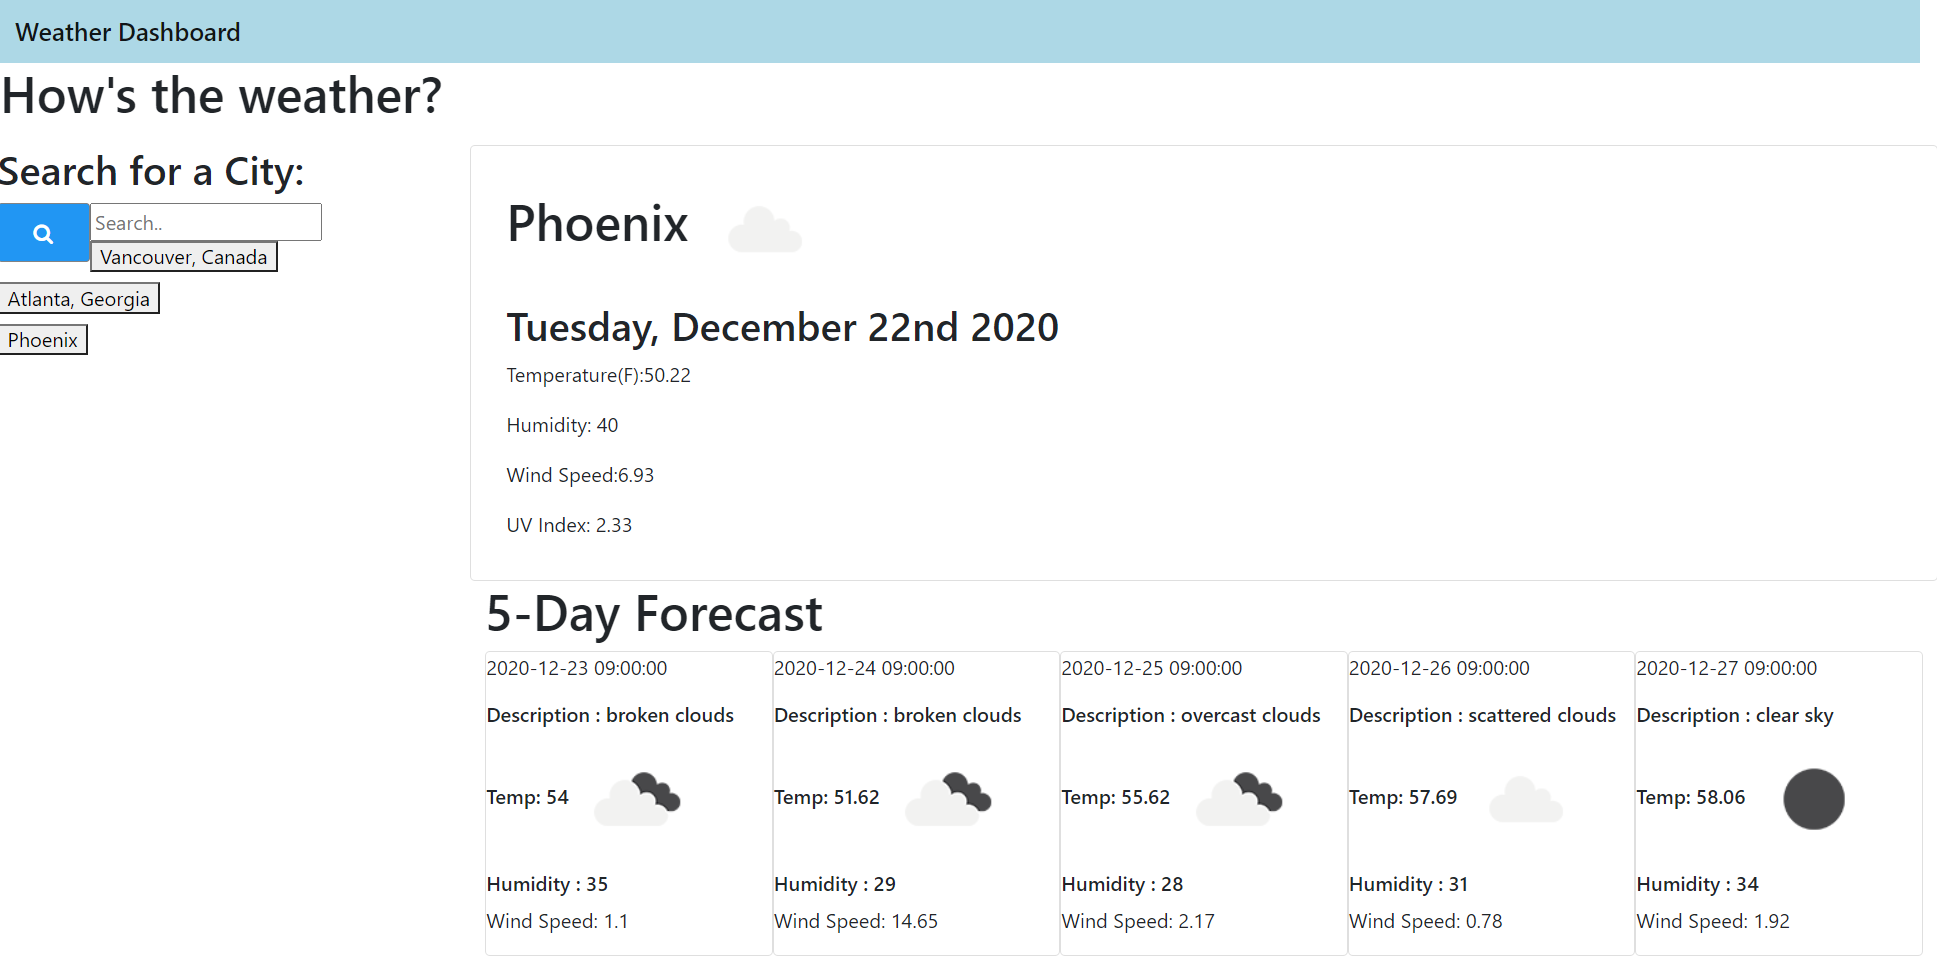 Weather Dashboard
How's the weather?
Search for a City:
Search..
Vancouver, Canada
Atlanta, Georgia
Phoenix
Phoenix
Tuesday, December 22nd 2020
Temperature(F):50.22
Humidity: 40
Wind Speed:6.93
UV Index: 2.33
5-Day Forecast
2020-12-23 09:00:00
Description : broken clouds
Temp: 54
Humidity : 35
Wind Speed: 1.1
2020-12-24 09:00:00
Description : broken clouds
Temp: 51.62
Humidity : 29
Wind Speed: 14.65
2020-12-25 09:00:00
Description : overcast clouds
Temp: 55.62
Humidity : 28
Wind Speed: 2.17
2020-12-26 09:00:00
Description : scattered clouds
Temp: 57.69
Humidity : 31
Wind Speed: 0.78
2020-12-27 09:00:00
Description : clear sky
Temp: 58.06
Humidity : 34
Wind Speed: 1.92